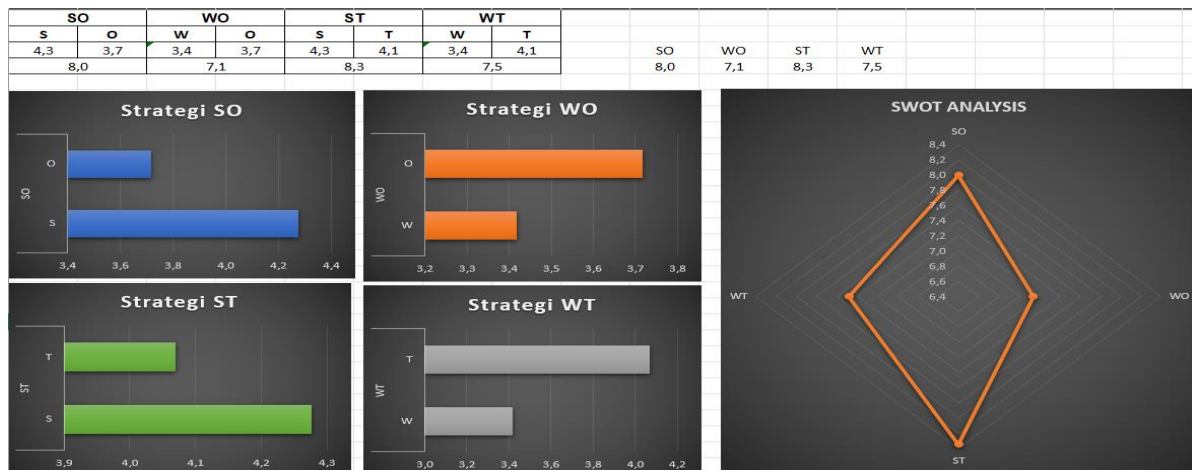 SO WO ST WT
S O W O S T W T
4,3 3,7 3,4 3,7 4,3 4,1 3,4 4,1 SO WO ST WT
8,0 7,1 8,3 7,5 8,0 7,1 8,3 7,5
Strategi SO
SO
O
S
3,4 3,6 3,8 4,0 4,2 4,4
Strategi WO
WO
O
W
3,2 3,3 3,4 3,5 3,6 3,7 3,8
SWOT ANALYSIS
SO
8,4
8,2
8,0
7,8
7,6
7,4
7,2
7,0
6,8
6,6
6,4
WT
WO
ST
Strategi ST
ST
T
S
3,9 4,0 4,1 4,2 4,3
Strategi WT
WT
T
W
3,0 3,2 3,4 3,6 3,8 4,0 4,2